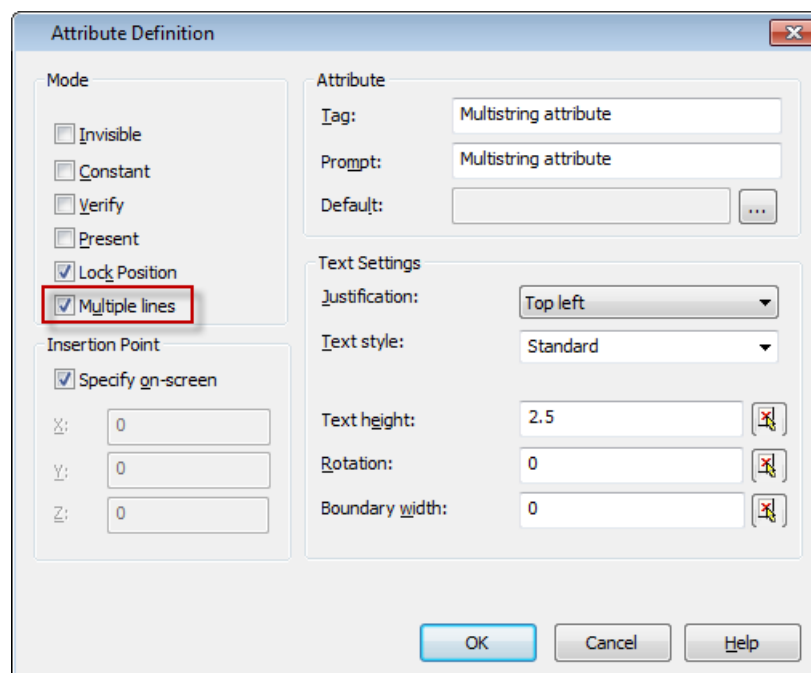 Attribute Definition
Mode
Invisible
Constant
Verify
Present
Lock Position
Multiple lines
Insertion Point
Specify on-screen
X: 0
Y: 0
Z: 0
Attribute
Tag: Multistring attribute
Prompt: Multistring attribute
Default: ...
Text Settings
Justification: Top left
Text style: Standard
Text height: 2.5
Rotation: 0
Boundary width: 0
OK Cancel Help